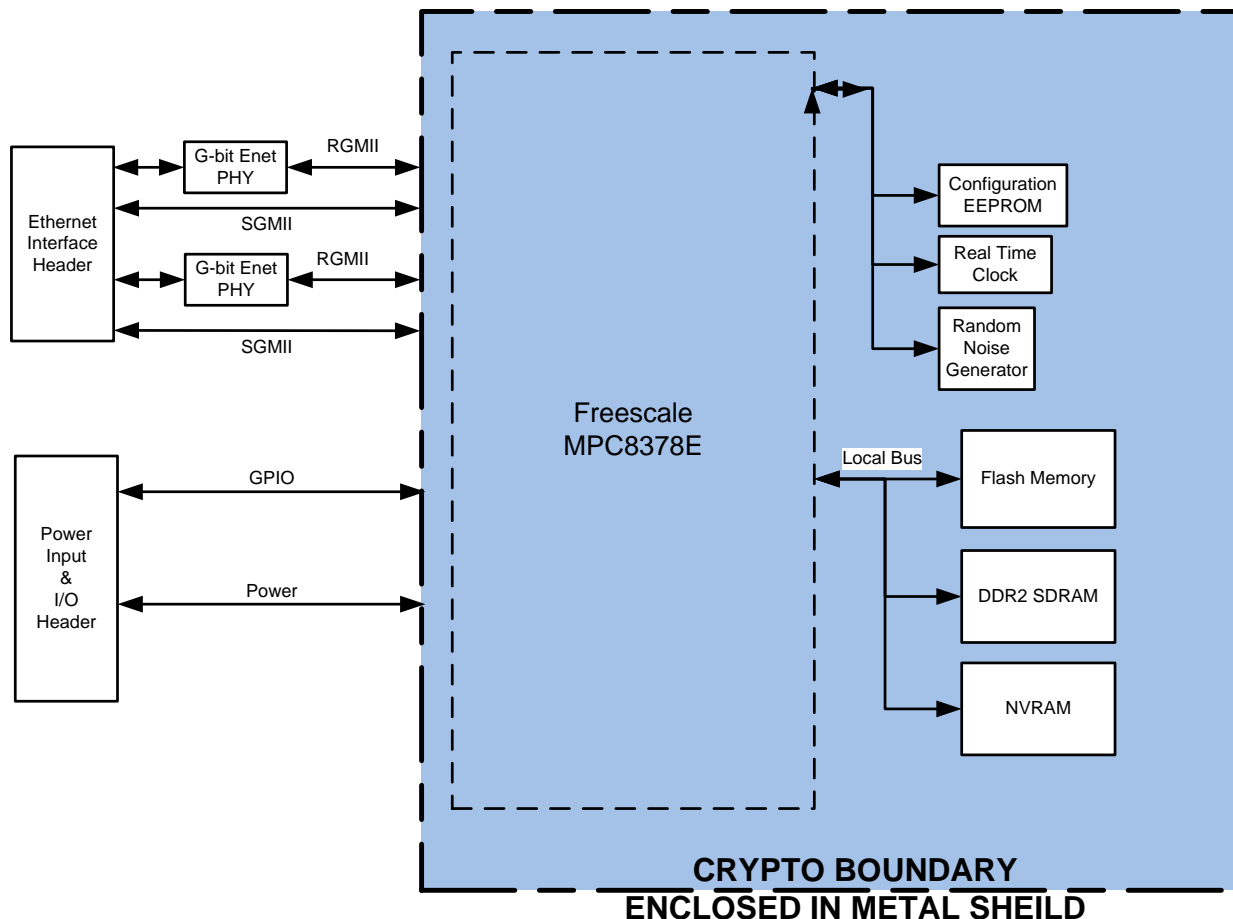 RGMII
G-bit Enet
PHY
SGMII
Ethernet
Interface
Header
RGMII
G-bit Enet
PHY
SGMII
Power
Input
&
I/O
Header
GPIO
Power
Freescale
MPC8378E
Configuration
EEPROM
Real Time
Clock
Random
Noise
Generator
Local Bus
Flash Memory
DDR2 SDRAM
NVRAM
CRYPTO BOUNDARY
ENCLOSED IN METAL SHEILD